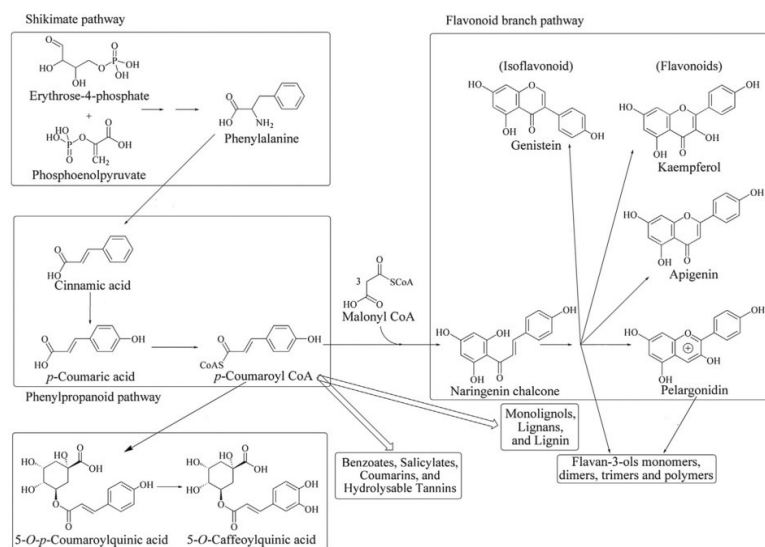 Shikimate pathway
Flavonoid branch pathway
Erythrose-4-phosphate
+
Phosphoenolpyruvate
Phenylalanine
(Isoflavonoid)
(Flavonoids)
Genistein
Kaempferol
Apigenin
Pelargonidin
Cinnamic acid
p-Coumaric acid
p-Coumaroyl CoA
Phenylpropanoid pathway
3
Malonyl CoA
Naringenin chalcone
Monolignols,
Lignans,
and Lignin
Benzoates, Salicylates,
Coumarins, and
Hydrolysable Tannins
Flavan-3-ols monomers,
dimers, trimers and polymers
5-O-p-Coumaroylquinic acid
5-O-Caffeoylquinic acid